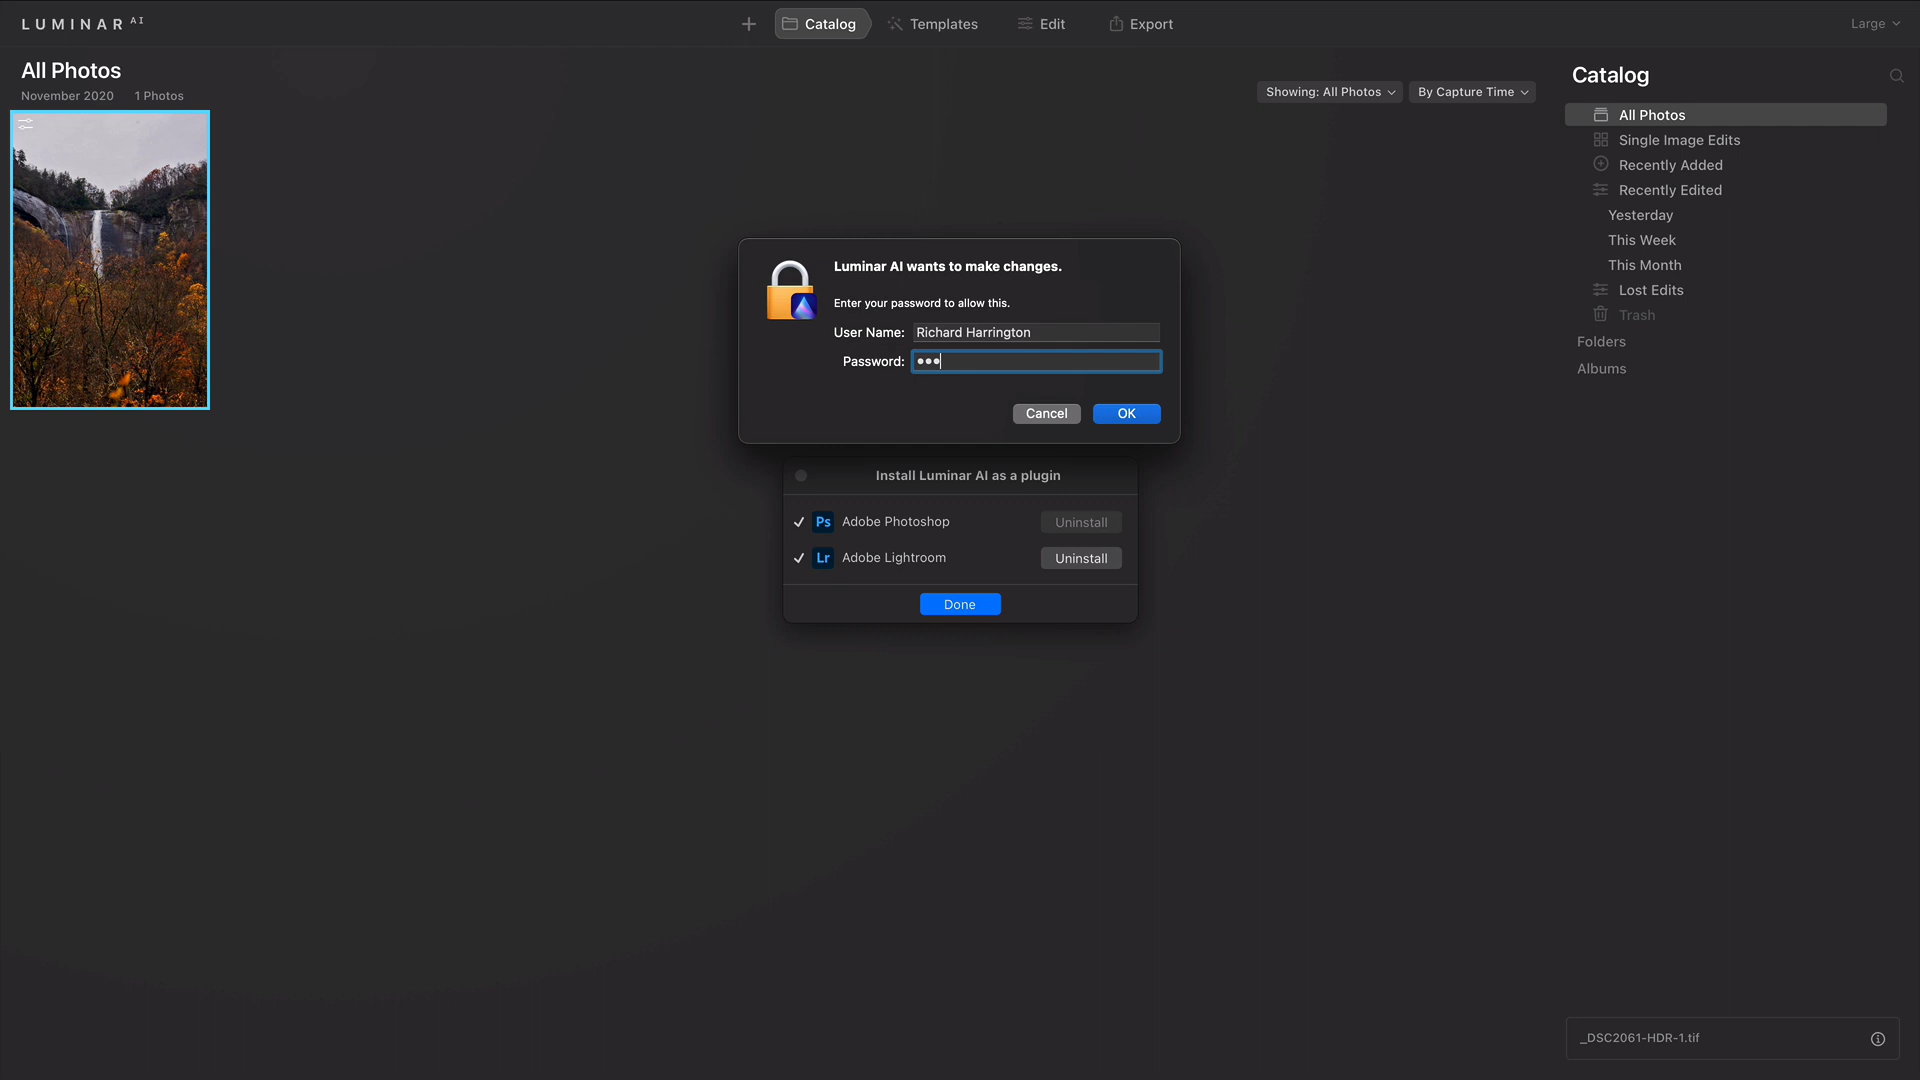 LUMINAR AI
Catalog
Templates
Edit
Export
Large
All Photos
November 2020 1 Photos
Showing: All Photos
By Capture Time
Catalog
All Photos
Single Image Edits
Recently Added
Recently Edited
Yesterday
This Week
This Month
Lost Edits
Trash
Folders
Albums
Luminar AI wants to make changes.
Enter your password to allow this.
User Name: Richard Harrington
Password: •••
Cancel OK
Install Luminar AI as a plugin
Ps Adobe Photoshop Uninstall
Lr Adobe Lightroom Uninstall
Done
_DSC2061-HDR-1.tif